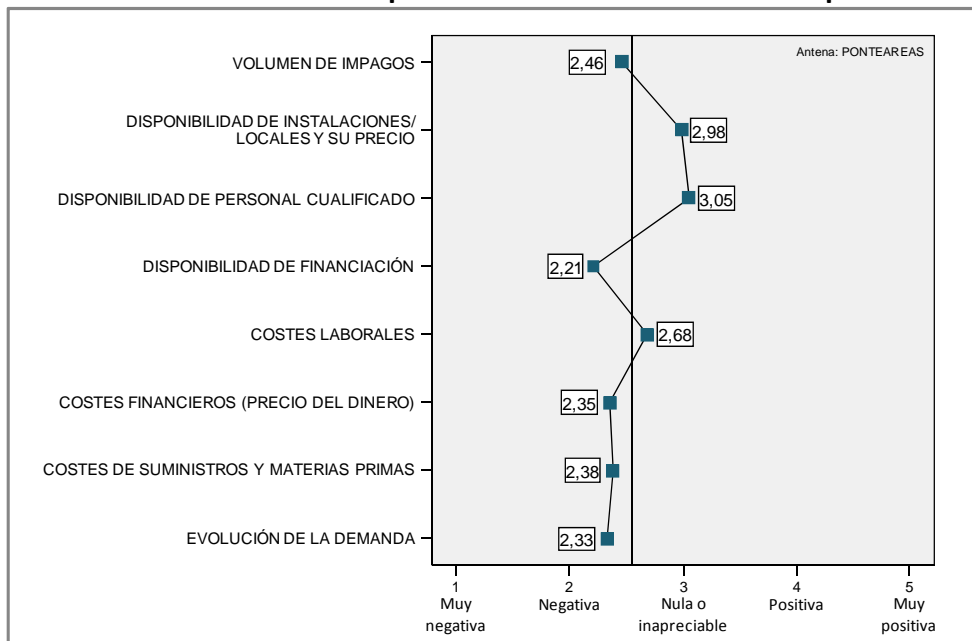 Antena: PONTEAREAS
VOLUMEN DE IMPAGOS
2,46
DISPONIBILIDAD DE INSTALACIONES/
LOCALES Y SU PRECIO
2,98
DISPONIBILIDAD DE PERSONAL CUALIFICADO
3,05
DISPONIBILIDAD DE FINANCIACIÓN
2,21
COSTES LABORALES
2,68
COSTES FINANCIEROS (PRECIO DEL DINERO)
2,35
COSTES DE SUMINISTROS Y MATERIAS PRIMAS
2,38
EVOLUCIÓN DE LA DEMANDA
2,33
1 2 3 4 5
Muy negativa Negativa Nula o inapreciable Positiva Muy positiva